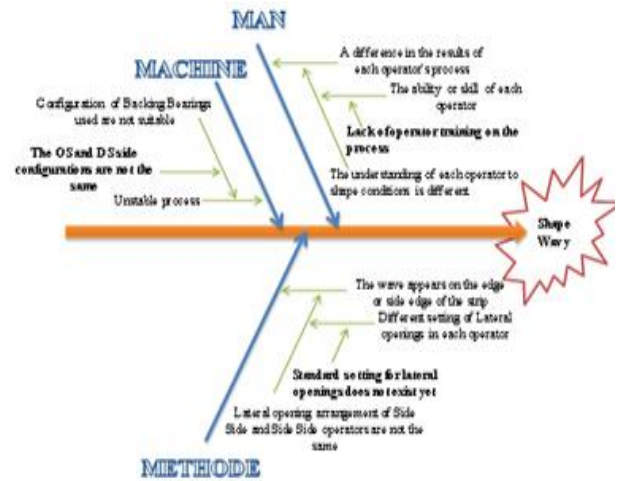 MAN
MACHINE
A difference in the results of
each operator's process
The ability or skill of each
operator
Lack of operator training on the
process
The understanding of each operator to
shape conditions is different
Configuration of Backing Bearings
used are not suitable
The OS and DS side
configurations are not the
same
Unstable process
Shape
Wavy
The wave appears on the edge
or side edge of the strip
Different setting of Lateral
openings in each operator
Standard setting for lateral
openings does not exist yet
Lateral opening arrangement of Side
Side and Side Side operators are not the
same
METHODE